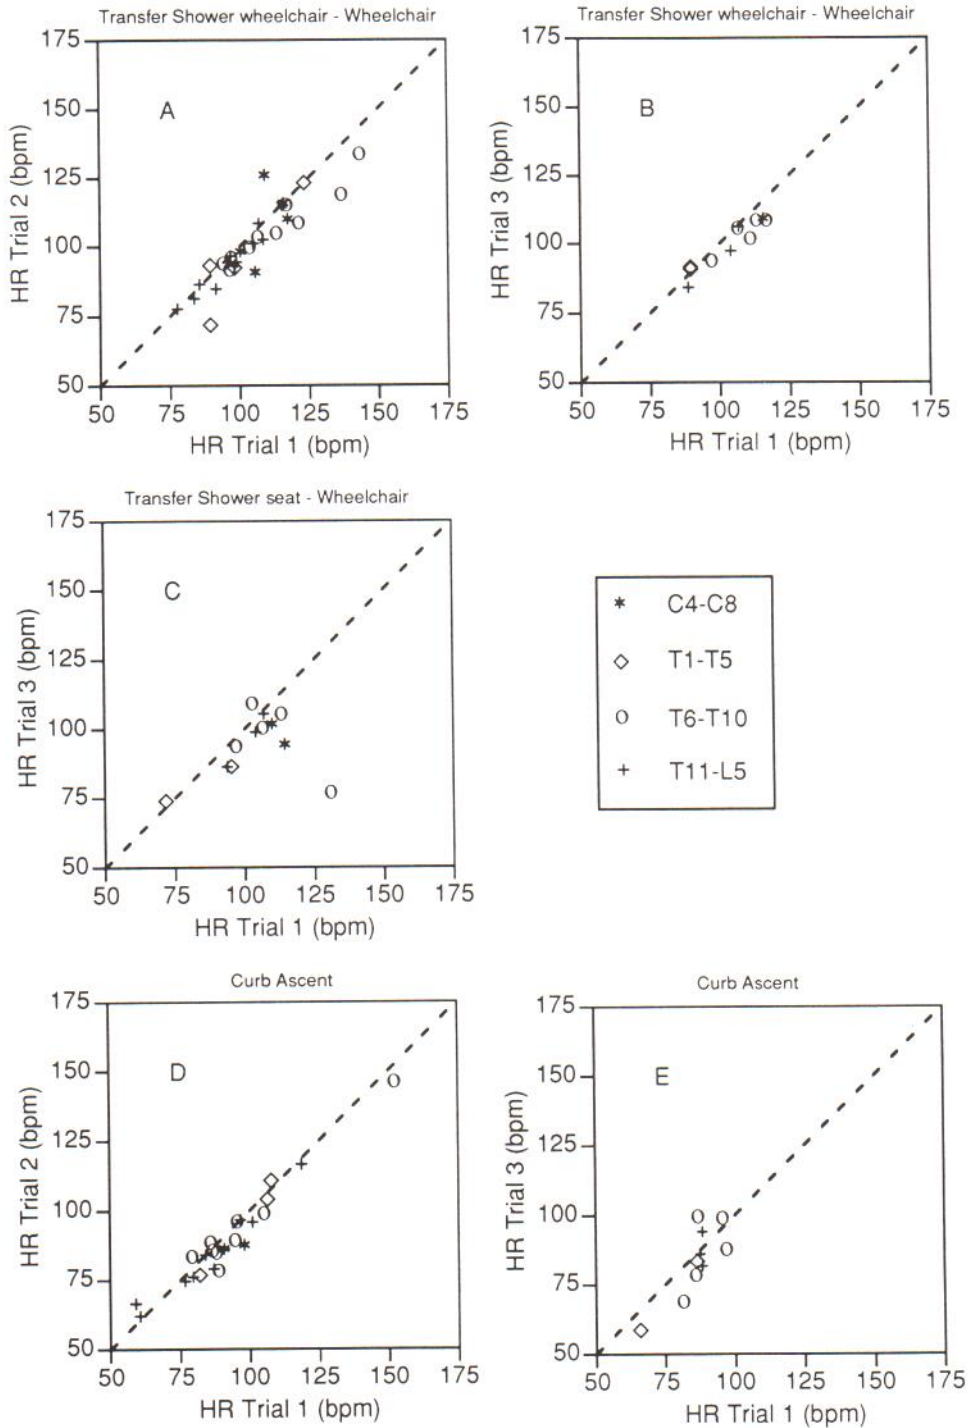 Transfer Shower wheelchair - Wheelchair
175
150
125
100
75
50
A
HR Trial 2 (bpm)
50 75 100 125 150 175
HR Trial 1 (bpm)
Transfer Shower wheelchair - Wheelchair
175
150
125
100
75
50
B
HR Trial 3 (bpm)
50 75 100 125 150 175
HR Trial 1 (bpm)
Transfer Shower seat - Wheelchair
175
150
125
100
75
50
C
HR Trial 3 (bpm)
50 75 100 125 150 175
HR Trial 1 (bpm)
C4-C8
T1-T5
T6-T10
T11-L5
Curb Ascent
175
150
125
100
75
50
D
HR Trial 2 (bpm)
50 75 100 125 150 175
HR Trial 1 (bpm)
Curb Ascent
175
150
125
100
75
50
E
HR Trial 3 (bpm)
50 75 100 125 150 175
HR Trial 1 (bpm)